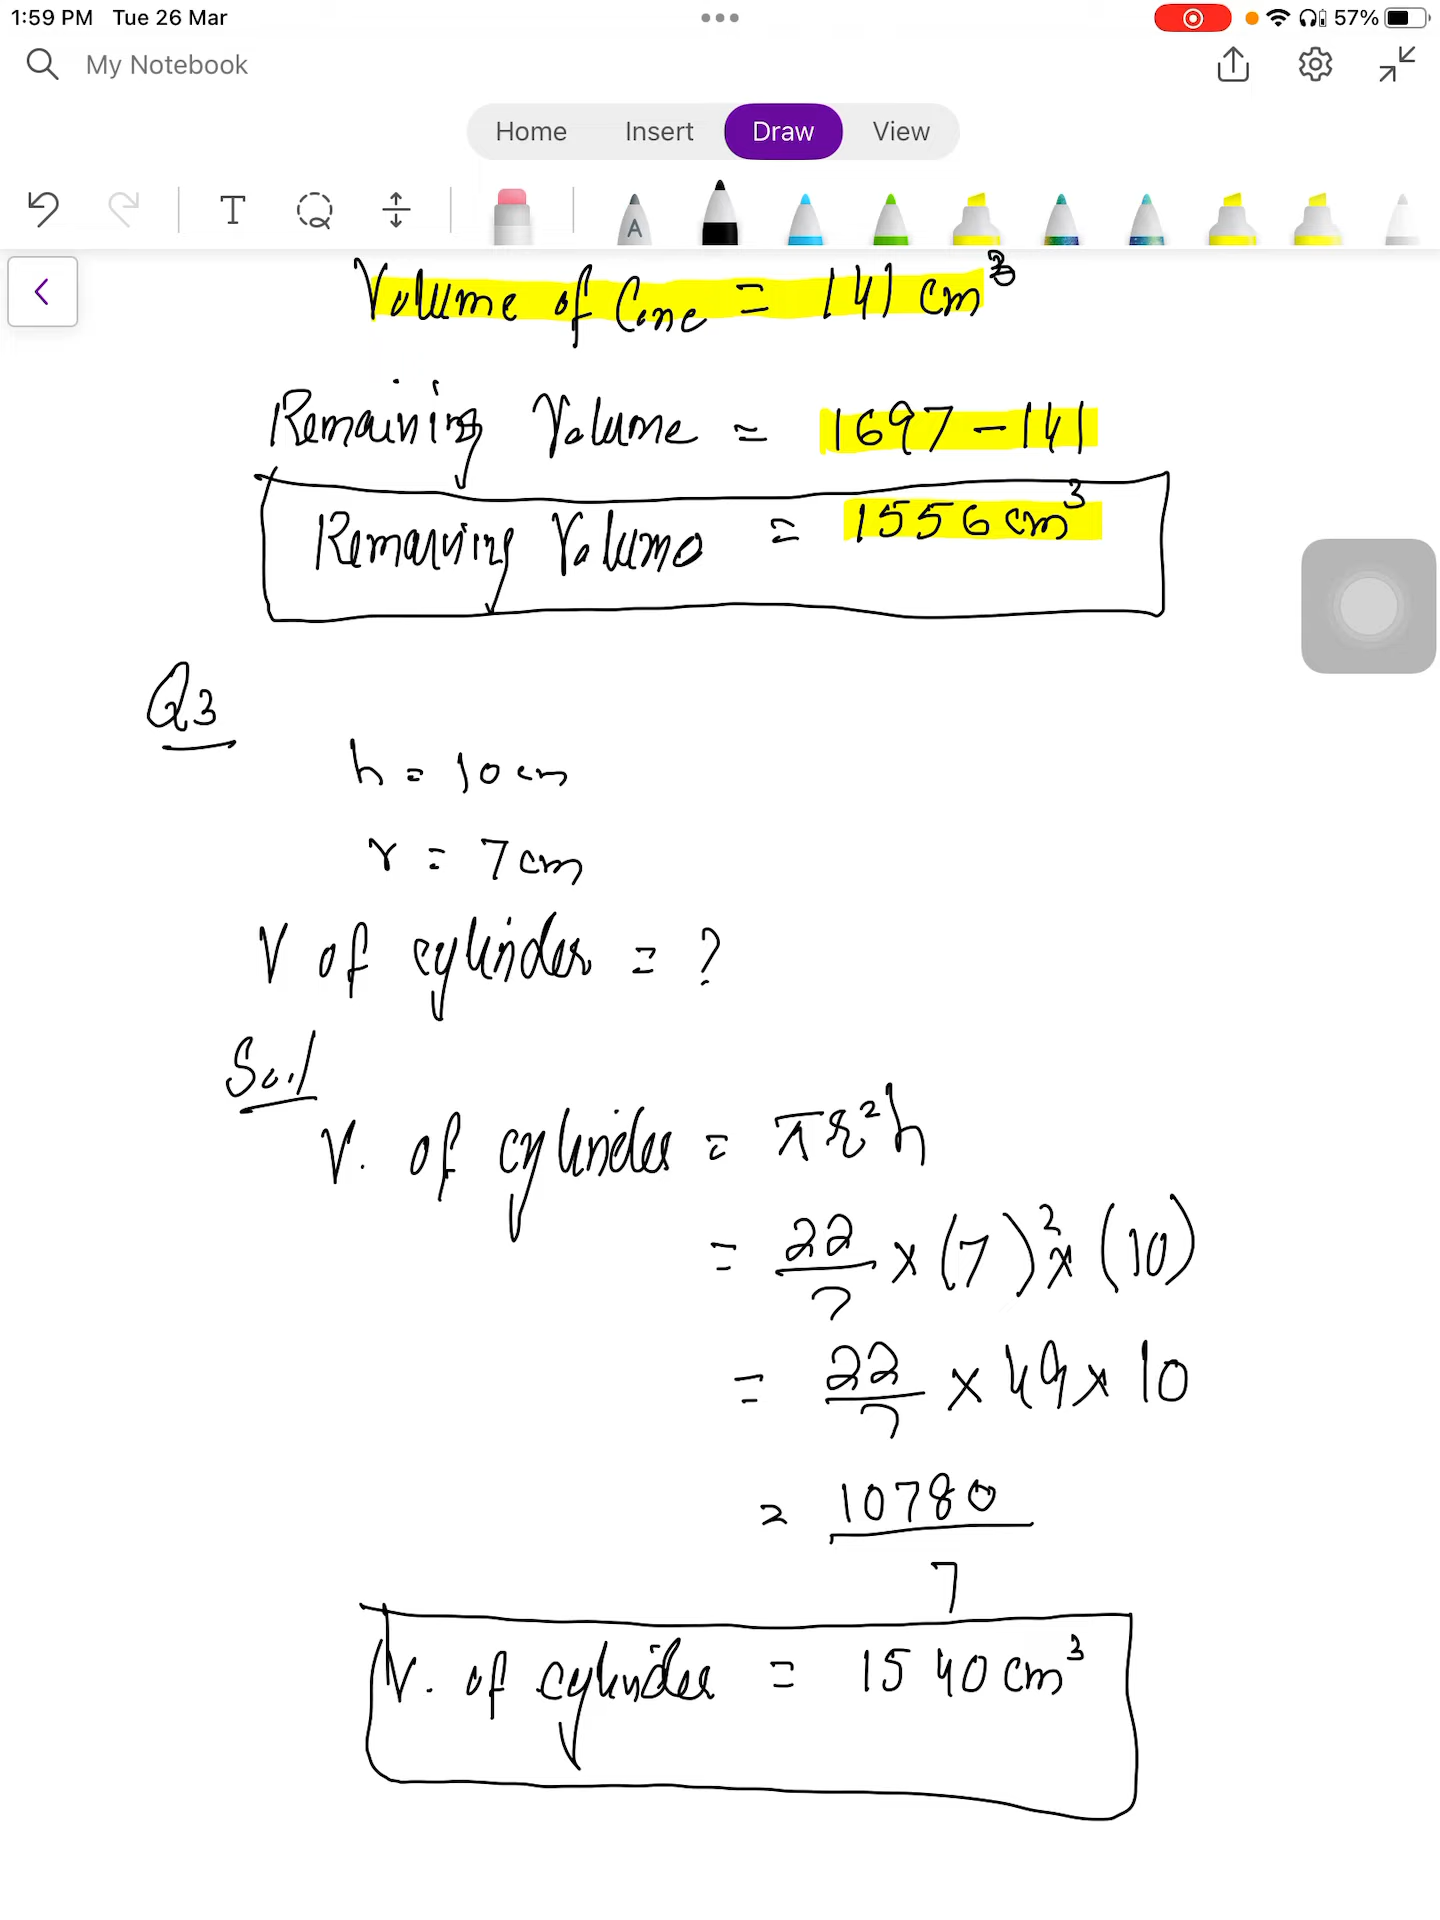 1:59 PM Tue 26 Mar
57%
My Notebook
Home Insert Draw View
T
A
Volume of Cone = 141 cm³
Remaining Volume = 1697 - 141
Remaining Volume = 1556 cm³
Q3
h = 10 cm
r = 7 cm
V of cylinder = ?
Sol
V. of cylinder = πr²h
= 22/7 × (7)² × (10)
= 22/7 × 49 × 10
= 10780/7
V. of cylinder = 1540 cm³